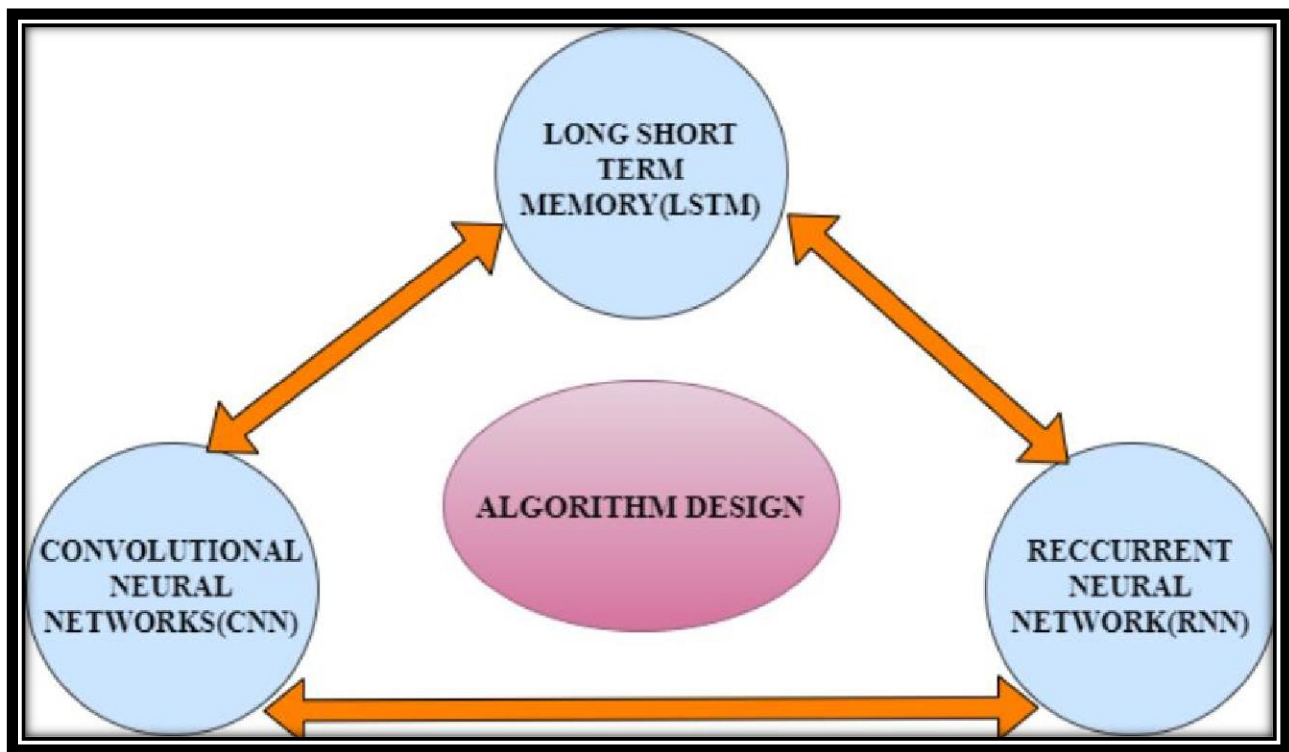 LONG SHORT
TERM
MEMORY(LSTM)
ALGORITHM DESIGN
CONVOLUTIONAL
NEURAL
NETWORKS(CNN)
RECCURRENT
NEURAL
NETWORK(RNN)